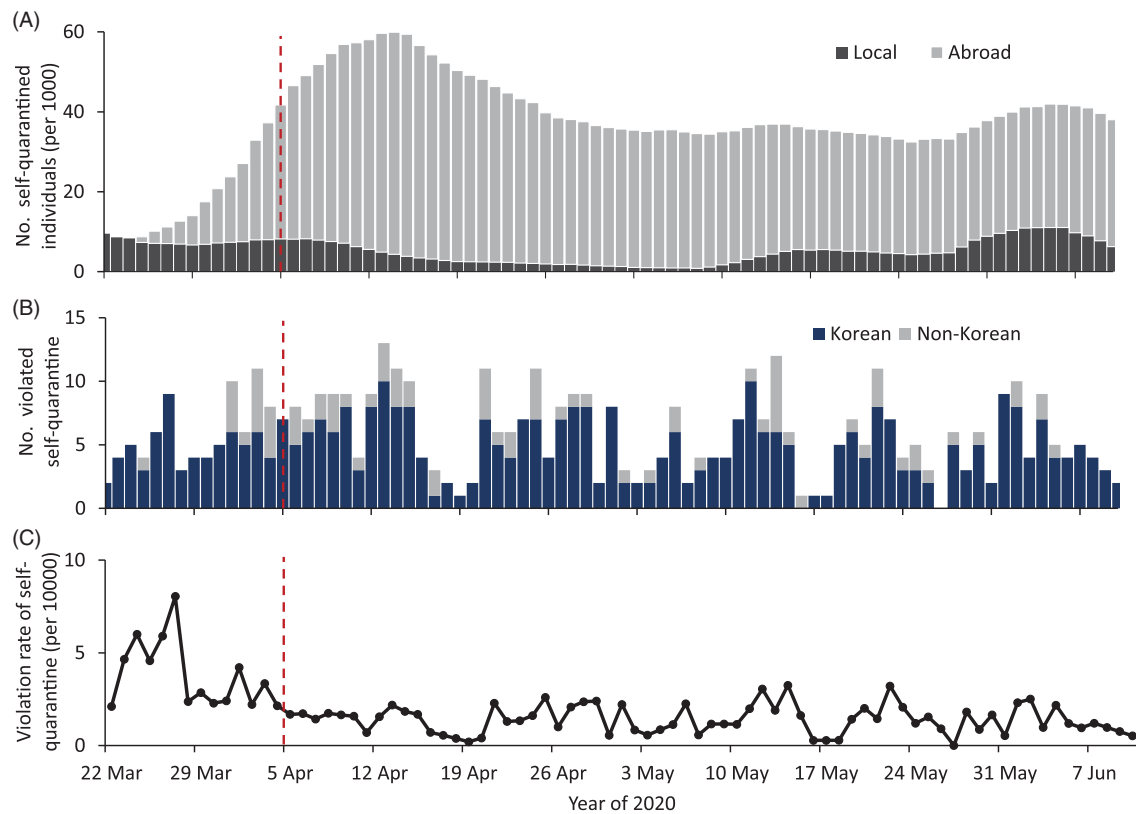 (A)
No. self-quarantined
individuals (per 1000)
60
40
20
0
Local
Abroad
(B)
No. violated
self-quarantine
15
10
5
0
Korean
Non-Korean
(C)
Violation rate of self-
quarantine (per 10000)
10
5
0
22 Mar
29 Mar
5 Apr
12 Apr
19 Apr
26 Apr
3 May
10 May
17 May
24 May
31 May
7 Jun
Year of 2020